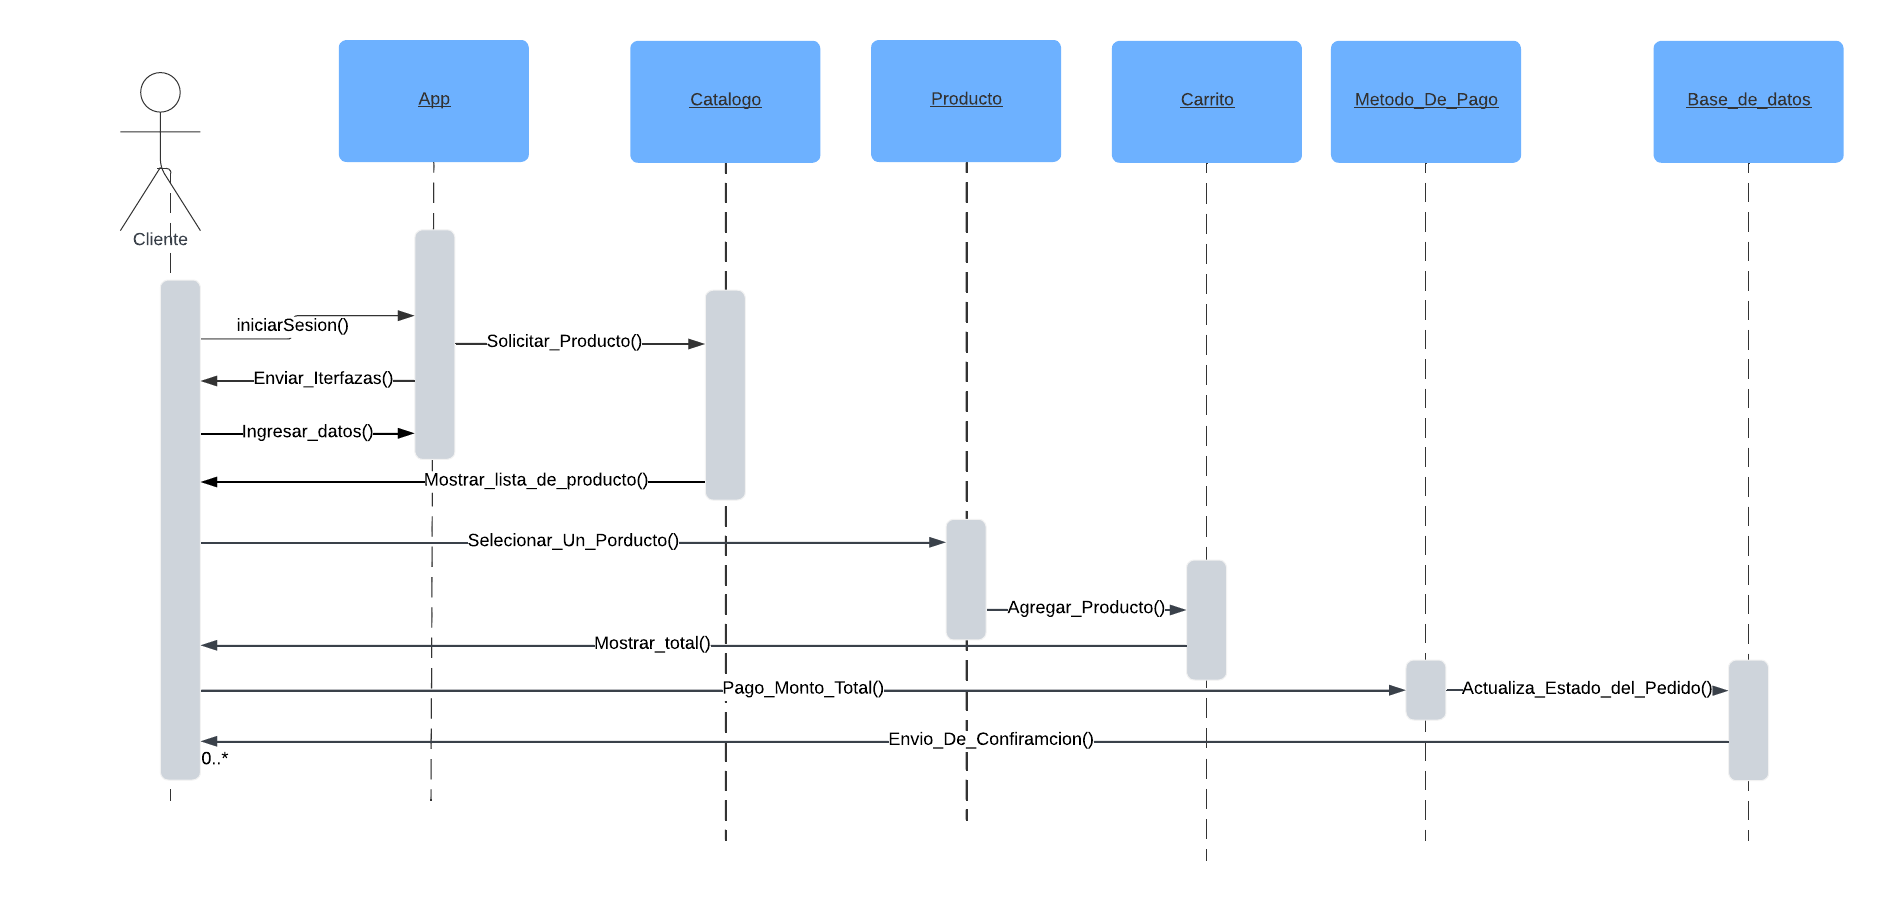 App
Catalogo
Producto
Carrito
Metodo_De_Pago
Base_de_datos
Cliente
iniciarSesion()
Solicitar_Producto()
Enviar_Iterfazas()
Ingresar_datos()
Mostrar_lista_de_producto()
Selecionar_Un_Porducto()
Agregar_Producto()
Mostrar_total()
Pago_Monto_Total()
Actualiza_Estado_del_Pedido()
Envio_De_Confiramcion()
0..*